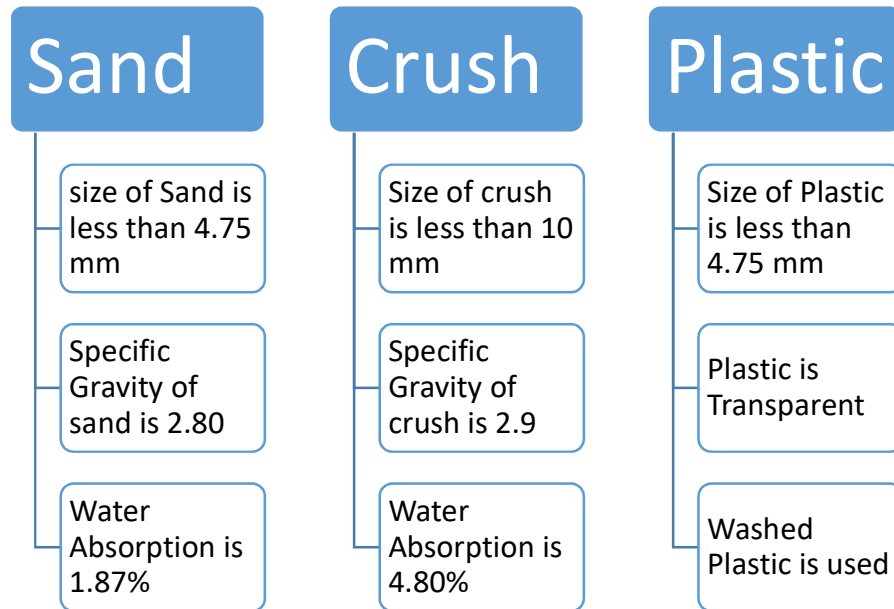 Sand
size of Sand is
less than 4.75
mm
Specific
Gravity of
sand is 2.80
Water
Absorption is
1.87%
Crush
Size of crush
is less than 10
mm
Specific
Gravity of
crush is 2.9
Water
Absorption is
4.80%
Plastic
Size of Plastic
is less than
4.75 mm
Plastic is
Transparent
Washed
Plastic is used